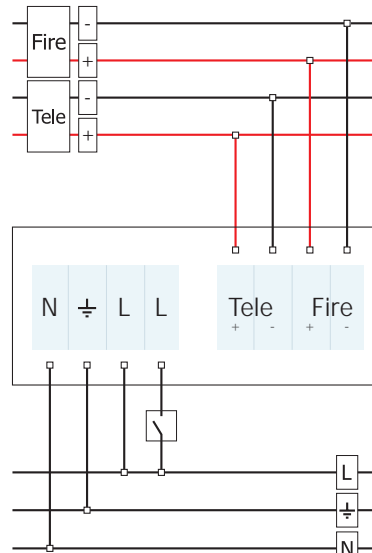 Fire
-
+
Tele
-
+
N ⏚ L L
Tele Fire
+ - + -
L
⏚
N